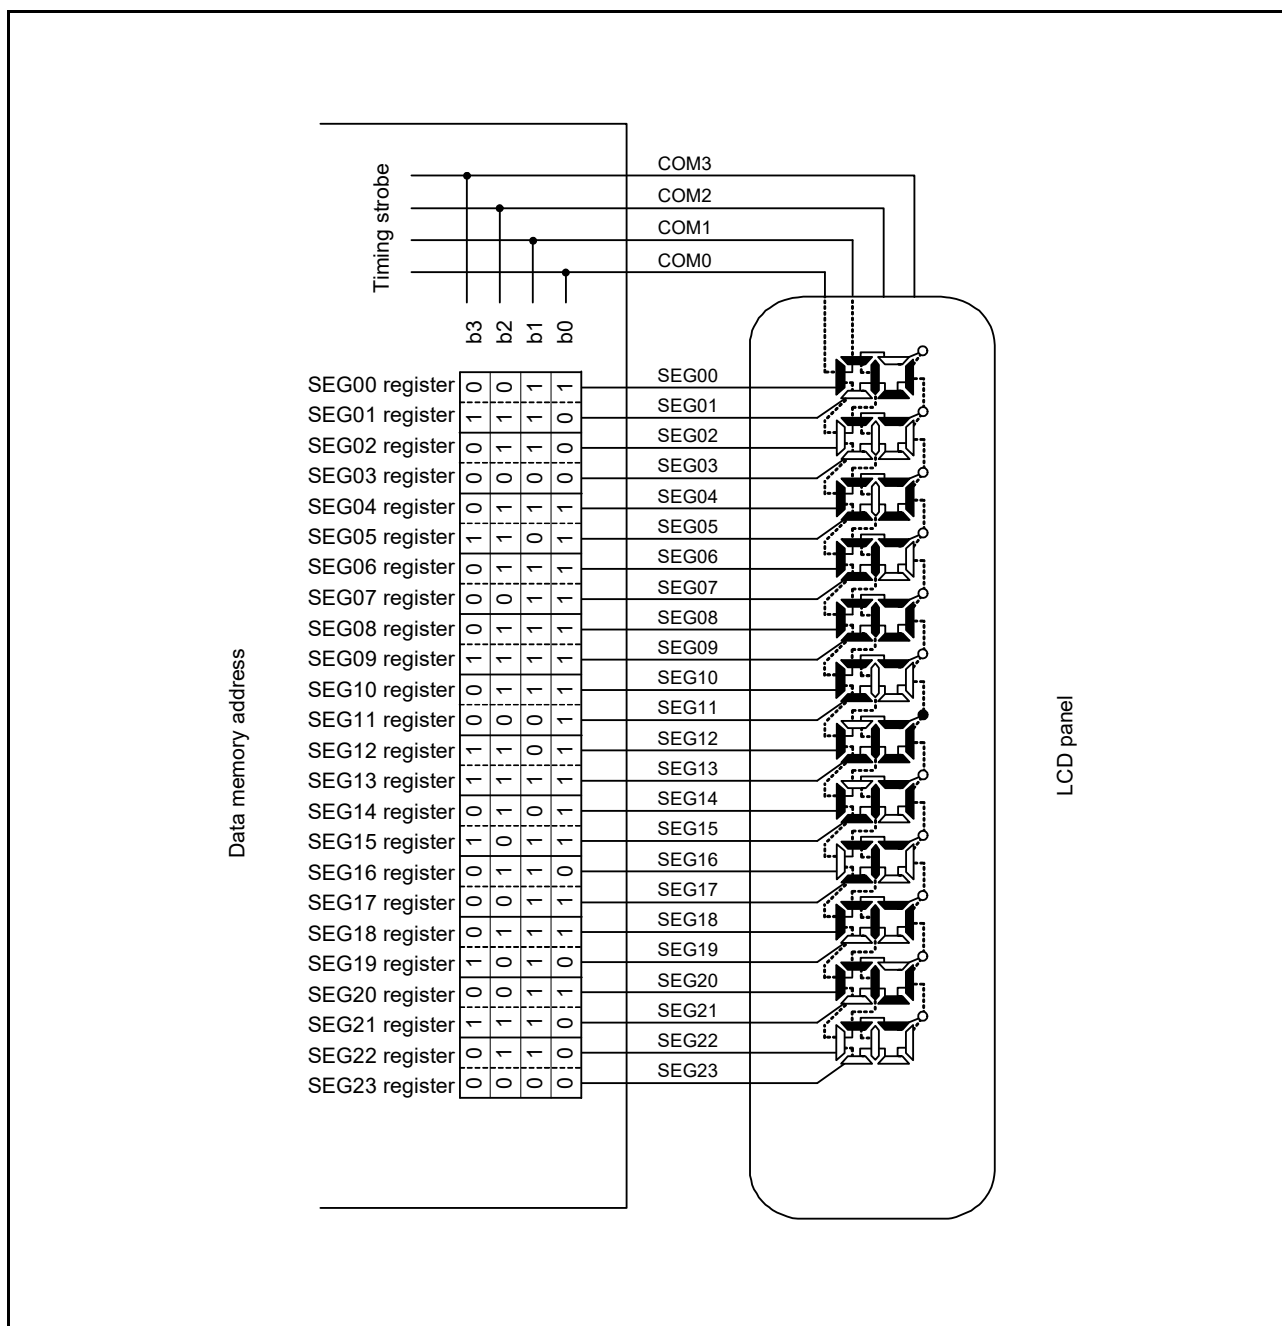 Timing strobe
COM3
COM2
COM1
COM0
b3 b2 b1 b0
SEG00 register 0 0 1 1 SEG00
SEG01 register 1 1 1 0 SEG01
SEG02 register 0 1 1 0 SEG02
SEG03 register 0 0 0 0 SEG03
SEG04 register 0 1 1 1 SEG04
SEG05 register 1 1 0 1 SEG05
SEG06 register 0 1 1 1 SEG06
SEG07 register 0 0 1 1 SEG07
SEG08 register 0 1 1 1 SEG08
SEG09 register 1 1 1 1 SEG09
SEG10 register 0 1 1 1 SEG10
SEG11 register 0 0 0 1 SEG11
SEG12 register 1 1 0 1 SEG12
SEG13 register 1 1 1 1 SEG13
SEG14 register 0 1 0 1 SEG14
SEG15 register 1 0 1 1 SEG15
SEG16 register 0 1 1 0 SEG16
SEG17 register 0 0 1 1 SEG17
SEG18 register 0 1 1 1 SEG18
SEG19 register 1 0 1 0 SEG19
SEG20 register 0 0 1 1 SEG20
SEG21 register 1 1 1 0 SEG21
SEG22 register 0 1 1 0 SEG22
SEG23 register 0 0 0 0 SEG23
Data memory address
LCD panel